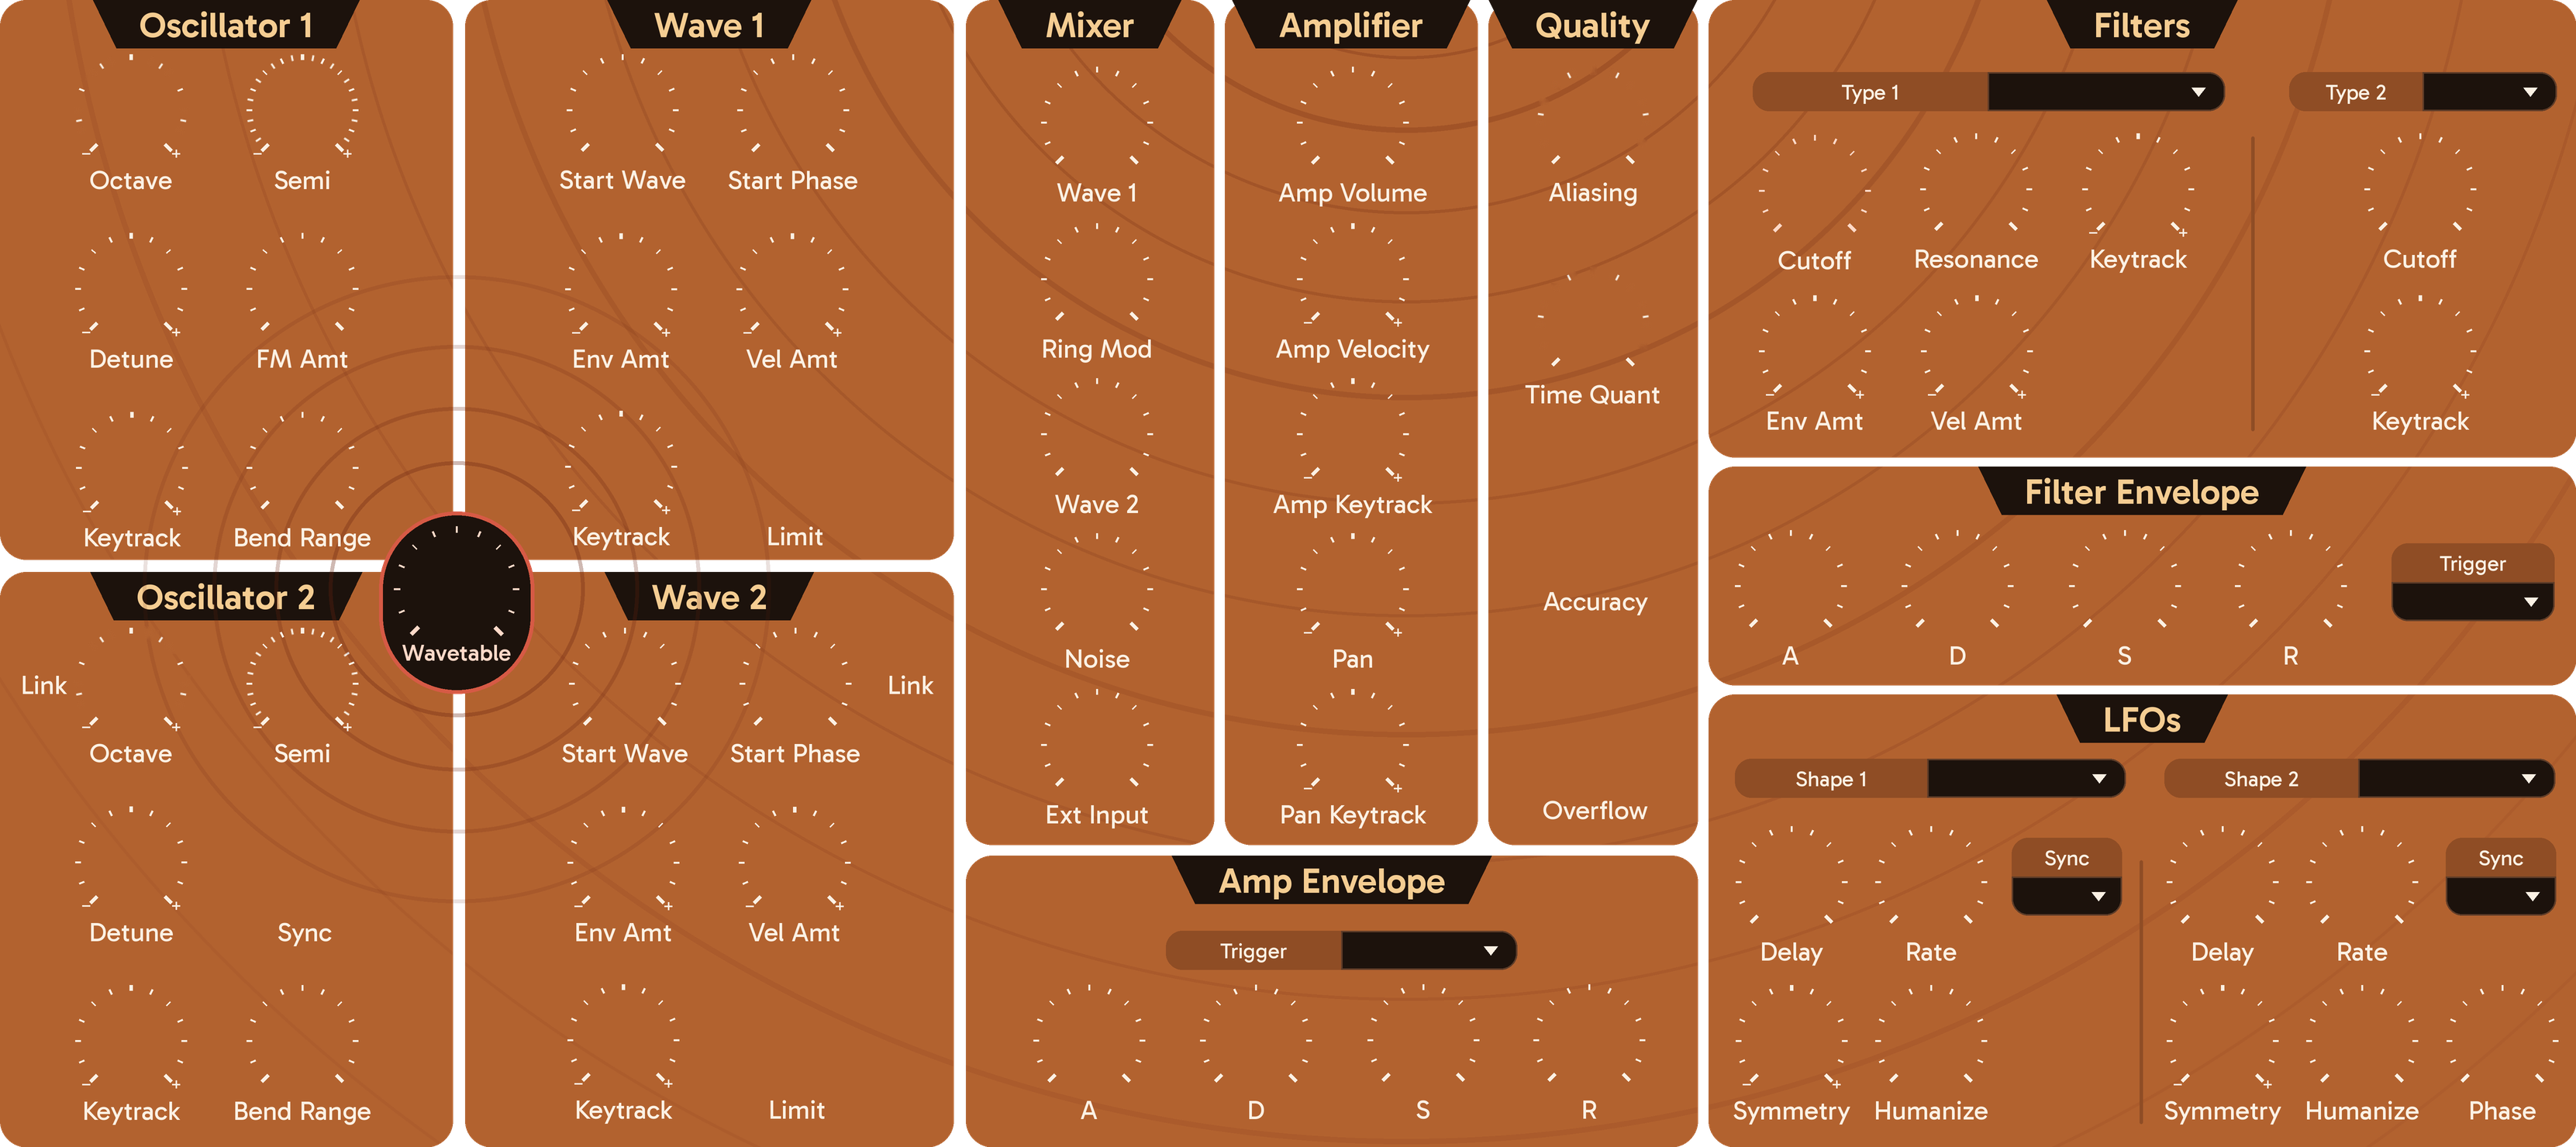 Oscillator 1
Octave
Semi
Detune
FM Amt
Keytrack
Bend Range
Wave 1
Start Wave
Start Phase
Env Amt
Vel Amt
Keytrack
Limit
Oscillator 2
Link
Octave
Semi
Detune
Sync
Keytrack
Bend Range
Wavetable
Wave 2
Start Wave
Start Phase
Link
Env Amt
Vel Amt
Keytrack
Limit
Mixer
Wave 1
Ring Mod
Wave 2
Noise
Ext Input
Amplifier
Amp Volume
Amp Velocity
Amp Keytrack
Pan
Pan Keytrack
Quality
Aliasing
Time Quant
Accuracy
Overflow
Amp Envelope
Trigger
A
D
S
R
Filters
Type 1
Type 2
Cutoff
Resonance
Keytrack
Cutoff
Env Amt
Vel Amt
Keytrack
Filter Envelope
Trigger
A
D
S
R
LFOs
Shape 1
Shape 2
Sync
Sync
Delay
Rate
Delay
Rate
Symmetry
Humanize
Symmetry
Humanize
Phase